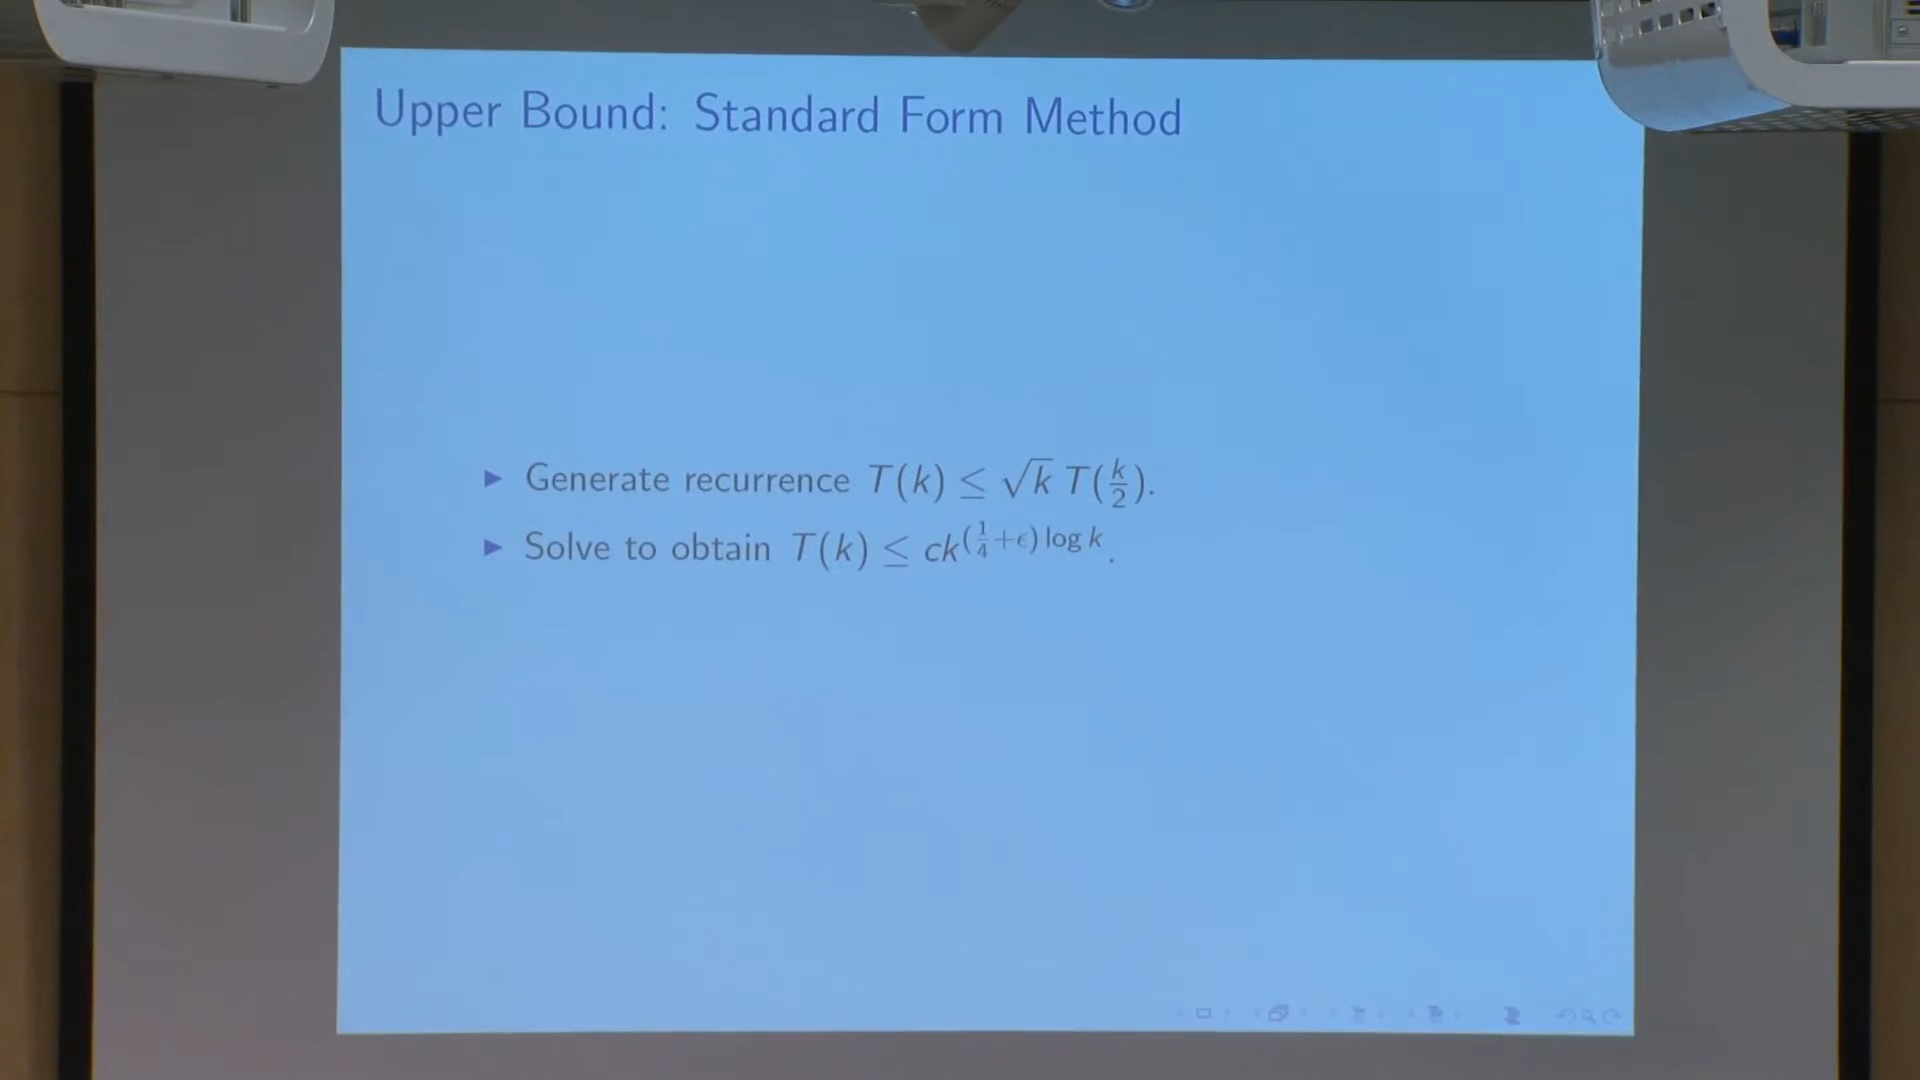 Upper Bound: Standard Form Method
▶ Generate recurrence T(k) ≤ √k T(k/2).
▶ Solve to obtain T(k) ≤ ck^((1/4+ϵ) log k).